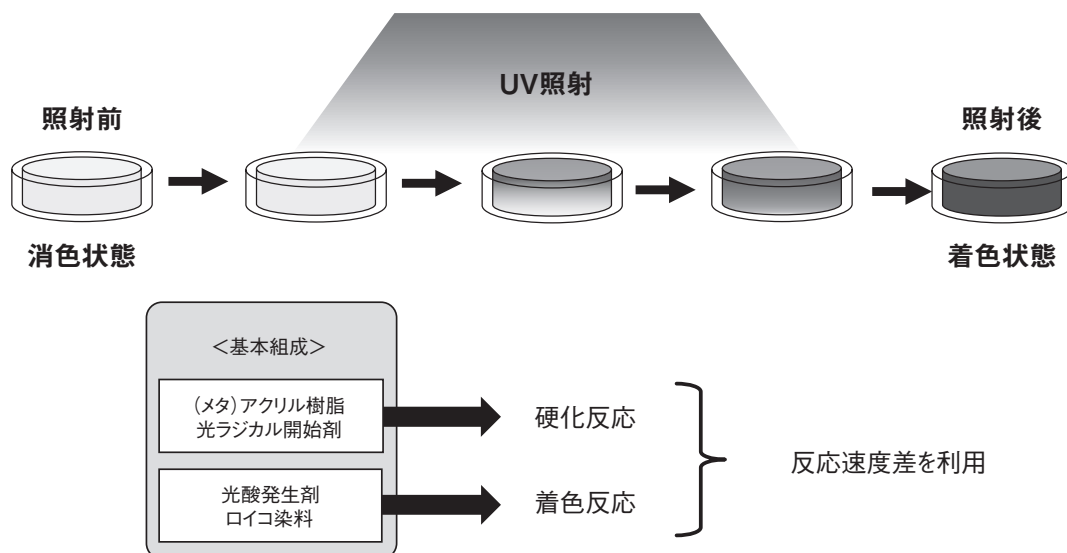 UV照射
照射前
照射後
消色状態
着色状態
＜基本組成＞
(メタ)アクリル樹脂
光ラジカル開始剤
硬化反応
反応速度差を利用
光酸発生剤
ロイコ染料
着色反応